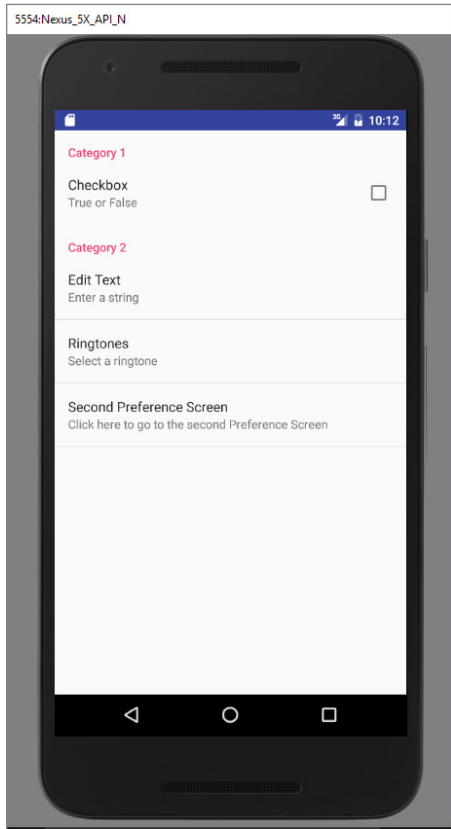 5554:Nexus_5X_API_N
3G 10:12
Category 1
Checkbox
True or False
Category 2
Edit Text
Enter a string
Ringtones
Select a ringtone
Second Preference Screen
Click here to go to the second Preference Screen